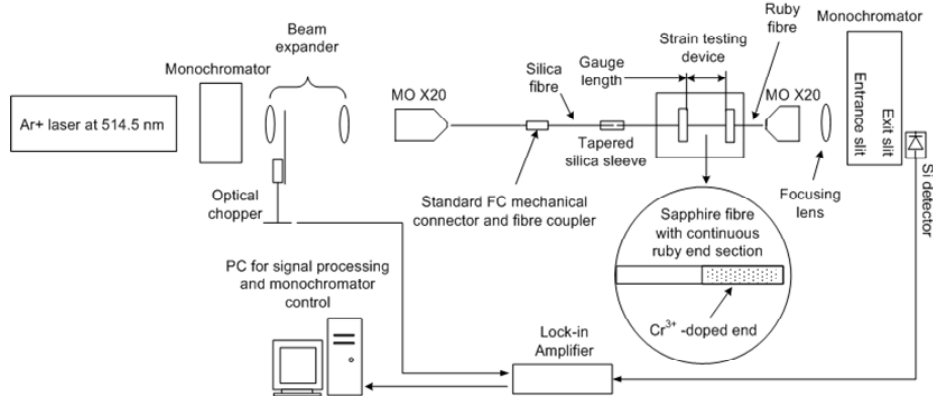 Beam
expander
Monochromator
Ar+ laser at 514.5 nm
Optical
chopper
MO X20
Silica
fibre
Standard FC mechanical
connector and fibre coupler
Tapered
silica sleeve
Gauge
length
Strain testing
device
Ruby
fibre
MO X20
Monochromator
Entrance slit
Exit slit
Focusing
lens
Si detector
Sapphire fibre
with continuous
ruby end section
Cr³⁺ -doped end
PC for signal processing
and monochromator
control
Lock-in
Amplifier